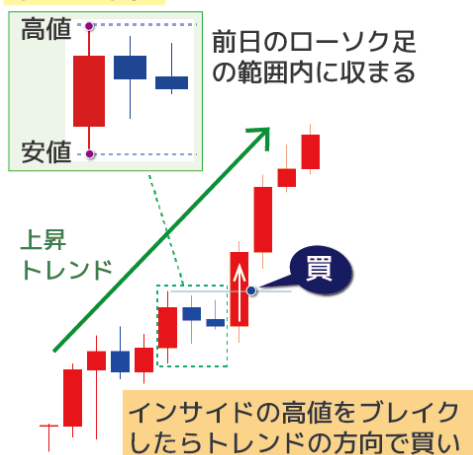 高値
前日のローソク足
の範囲内に収まる
安値
上昇
トレンド
買
インサイドの高値をブレイク
したらトレンドの方向で買い